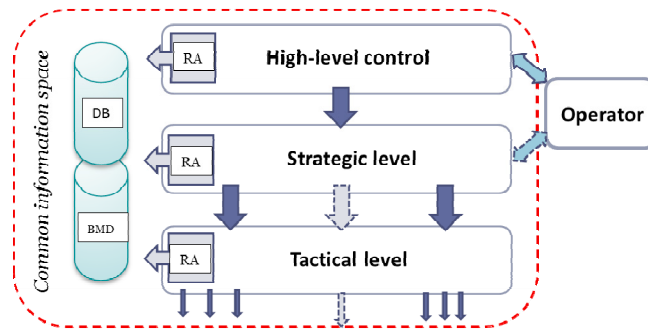 Common information space
DB
BMD
RA
High-level control
RA
Strategic level
RA
Tactical level
Operator